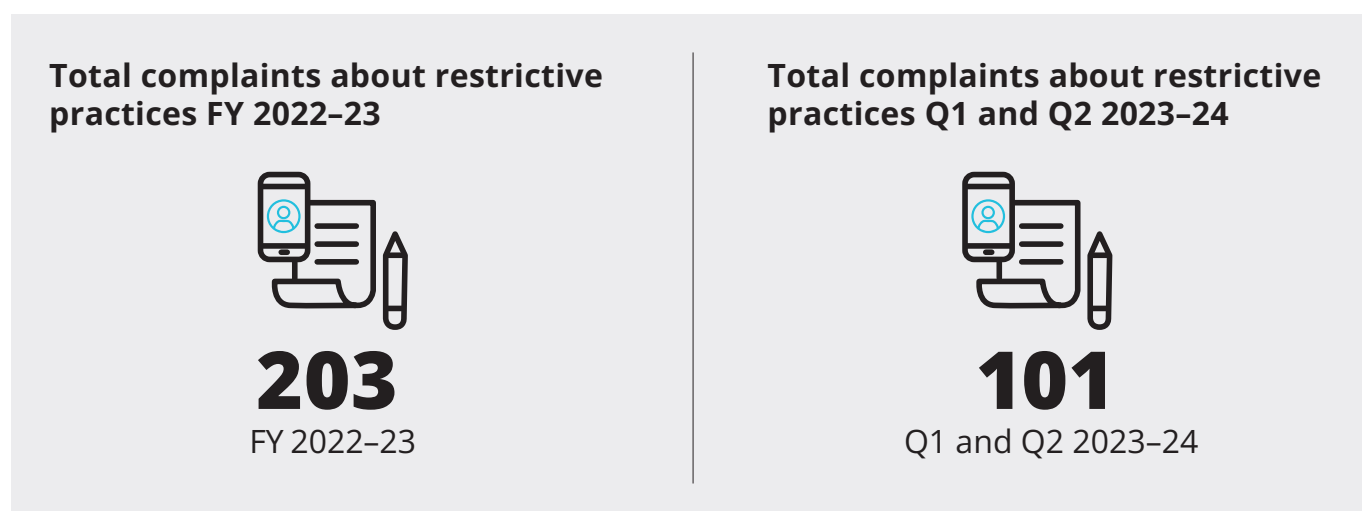 Total complaints about restrictive
practices FY 2022–23
203
FY 2022–23
Total complaints about restrictive
practices Q1 and Q2 2023–24
101
Q1 and Q2 2023–24